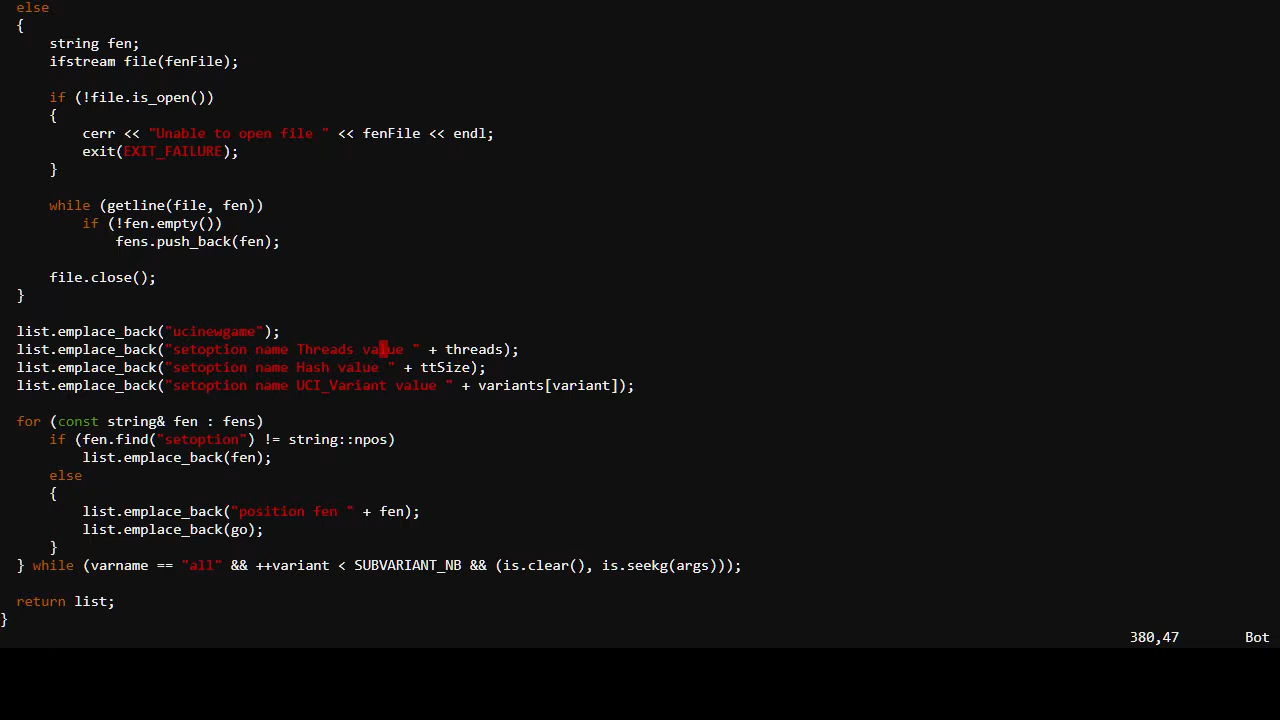 else
{
string fen;
ifstream file(fenFile);
if (!file.is_open())
{
cerr << "Unable to open file " << fenFile << endl;
exit(EXIT_FAILURE);
}
while (getline(file, fen))
if (!fen.empty())
fens.push_back(fen);
file.close();
}
list.emplace_back("ucinewgame");
list.emplace_back("setoption name Threads value " + threads);
list.emplace_back("setoption name Hash value " + ttSize);
list.emplace_back("setoption name UCI_Variant value " + variants[variant]);
for (const string& fen : fens)
if (fen.find("setoption") != string::npos)
list.emplace_back(fen);
else
{
list.emplace_back("position fen " + fen);
list.emplace_back(go);
}
} while (varname == "all" && ++variant < SUBVARIANT_NB && (is.clear(), is.seekg(args)));
return list;
}
380,47 Bot